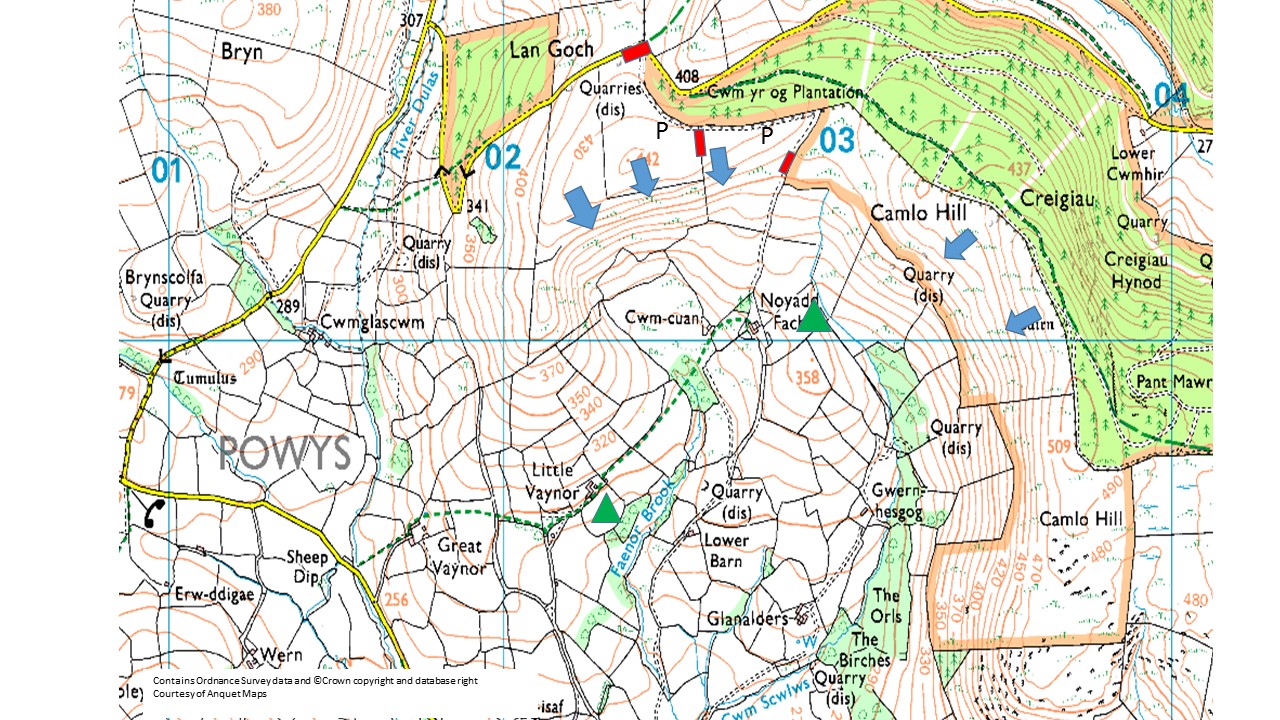 380
307
Bryn
Lan Goch
408
Quarries
(dis)
Cwm yr og Plantation
P
P
04
River Dulas
430
02
03
01
400
437
Lower
Cwmhir
27
341
Camlo Hill
Creigiau
Quarry
Quarry
(dis)
350
Creigiau
Hynod
Q
Brynscolfa
Quarry
(dis)
300
289
Cwmglascwm
Cwm-cuan
Noyadd
Fach
Quarry
(dis)
Tumulus
290
79
370
350
340
358
Pant Mawr
320
POWYS
Quarry
(dis)
509
Little
Vaynor
490
Quarry
(dis)
Gwern-
hesgog
Camlo Hill
Great
Vaynor
Faenor Brook
Lower
Barn
480
Sheep
Dip
Erw-ddigae
256
470
450
400
370
350
The
Orls
480
Glanalders
W
The
Birches
Quarry
(dis)
Wern
330
290
Cwm Scwlws
isaf
Contains Ordnance Survey data and ©Crown copyright and database right
Courtesy of Anquet Maps